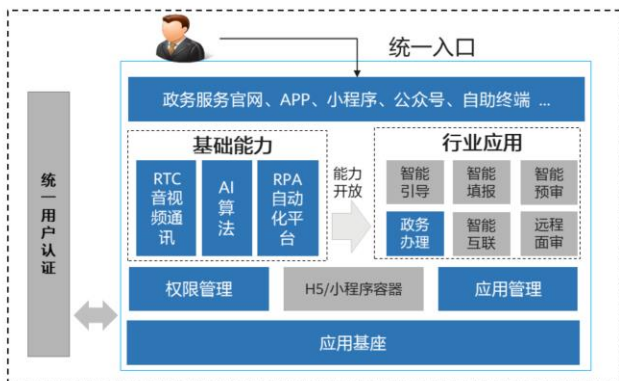 统一入口
统一用户认证
政务服务官网、APP、小程序、公众号、自助终端 ...
基础能力
RTC
音视
频通
讯
AI
算
法
RPA
自动
化平
台
能力
开放
行业应用
智能
引导
智能
填报
智能
预审
政务
办理
智能
互联
远程
面审
权限管理
H5/小程序容器
应用管理
应用基座